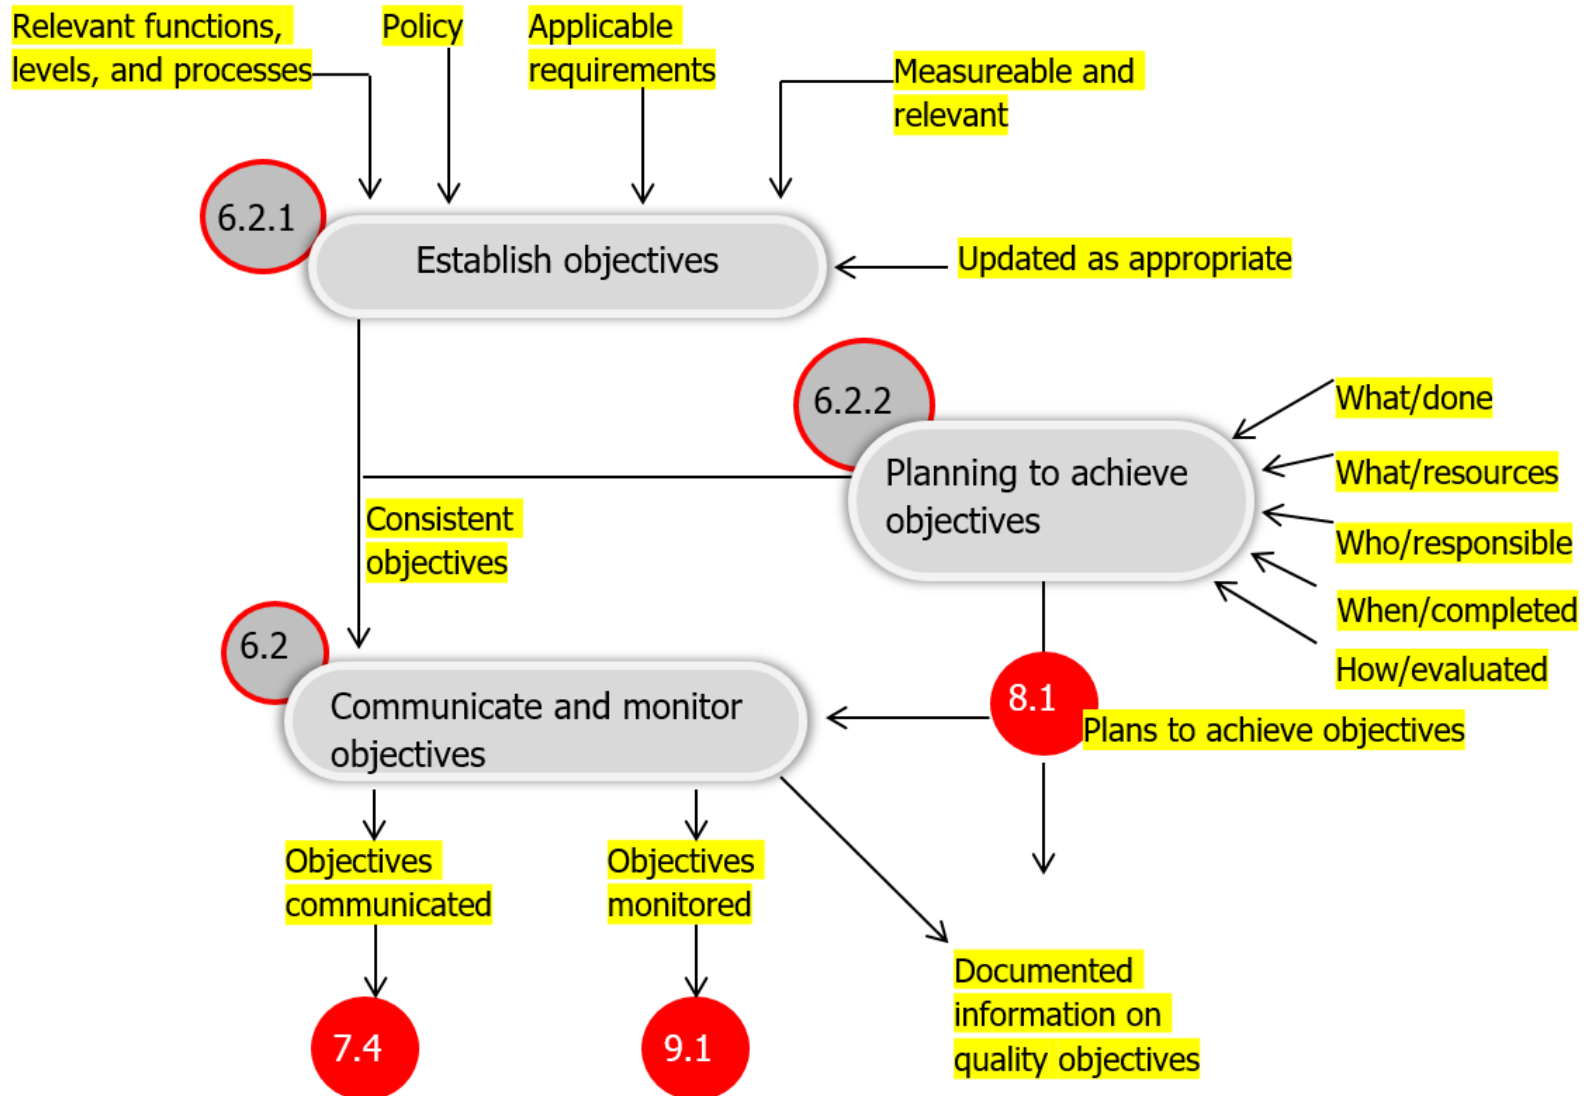 Relevant functions,
levels, and processes
Policy
Applicable
requirements
Measureable and
relevant
6.2.1
Establish objectives
Updated as appropriate
6.2.2
Planning to achieve
objectives
What/done
What/resources
Who/responsible
When/completed
How/evaluated
Consistent
objectives
6.2
Communicate and monitor
objectives
8.1
Plans to achieve objectives
Objectives
communicated
Objectives
monitored
Documented
information on
quality objectives
7.4
9.1